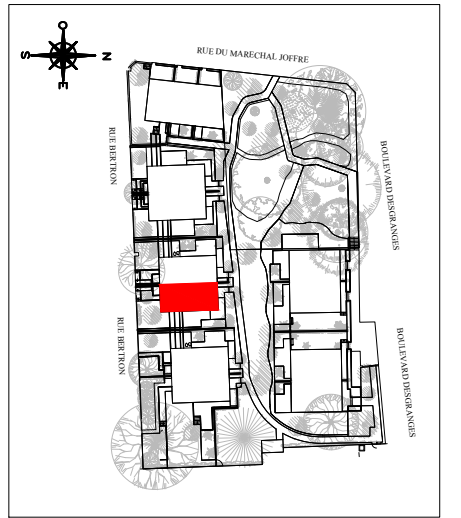 O
S
N
E
RUE DU MARECHAL JOFFRE
RUE BERTRON
BOULEVARD DESGRANGES
RUE BERTRON
BOULEVARD DESGRANGES